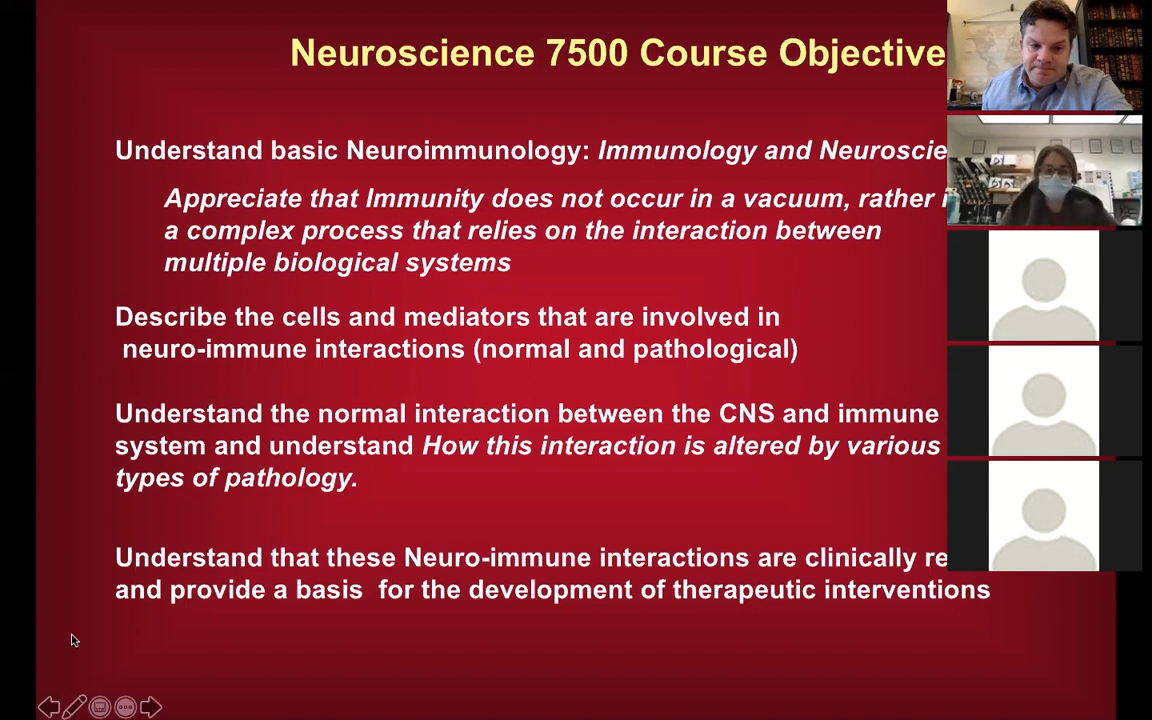 Neuroscience 7500 Course Objective
Understand basic Neuroimmunology: Immunology and Neuroscie
Appreciate that Immunity does not occur in a vacuum, rather i
a complex process that relies on the interaction between
multiple biological systems
Describe the cells and mediators that are involved in
neuro-immune interactions (normal and pathological)
Understand the normal interaction between the CNS and immune
system and understand How this interaction is altered by various
types of pathology.
Understand that these Neuro-immune interactions are clinically re
and provide a basis for the development of therapeutic interventions